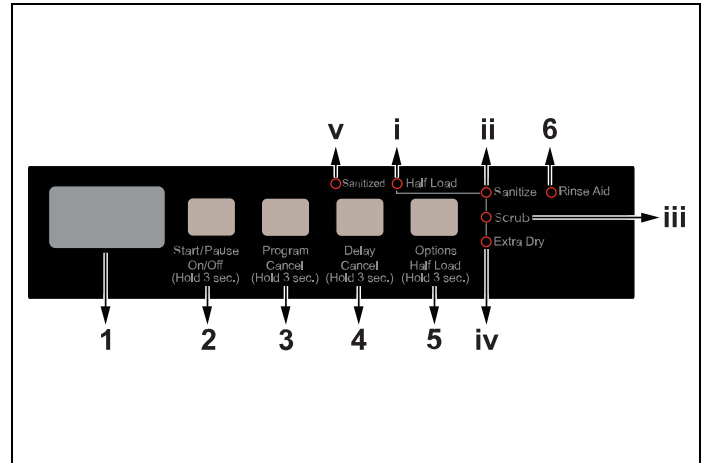 v i ii 6
Sanitized Half Load Sanitize Rinse Aid
Scrub iii
Extra Dry
Start/Pause Program Delay Options
On/Off Cancel Cancel Half Load
(Hold 3 sec.) (Hold 3 sec.) (Hold 3 sec.) (Hold 3 sec.)
1 2 3 4 5 iv